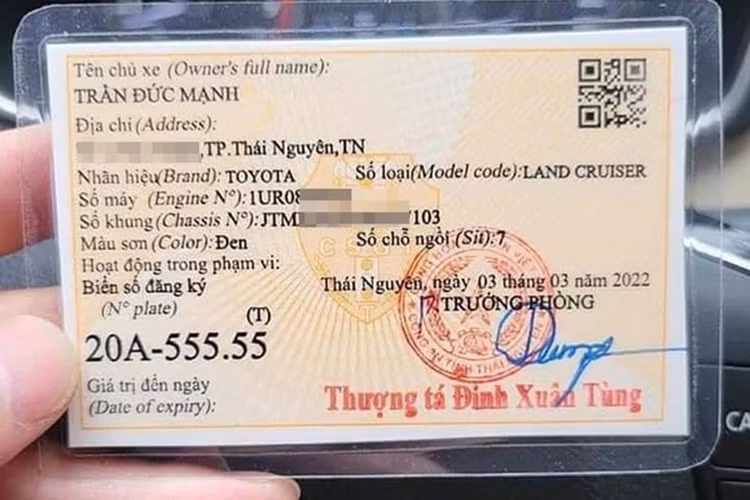 Tên chủ xe (Owner's full name):
TRẦN ĐỨC MẠNH
Địa chỉ (Address):
,TP.Thái Nguyên,TN
Nhãn hiệu(Brand): TOYOTA Số loại(Model code):LAND CRUISER
Số máy (Engine Nº):1UR08
Số khung(Chassis Nº):JTM 103
Màu sơn (Color):Đen Số chỗ ngồi (Sit):7
Hoạt động trong phạm vi:
Biển số đăng ký Thái Nguyên, ngày 03 tháng 03 năm 2022
(Nº plate) TRƯỞNG PHÒNG
(T)
20A-555.55
Giá trị đến ngày
(Date of expiry):
Thượng tá Đinh Xuân Tùng
CA